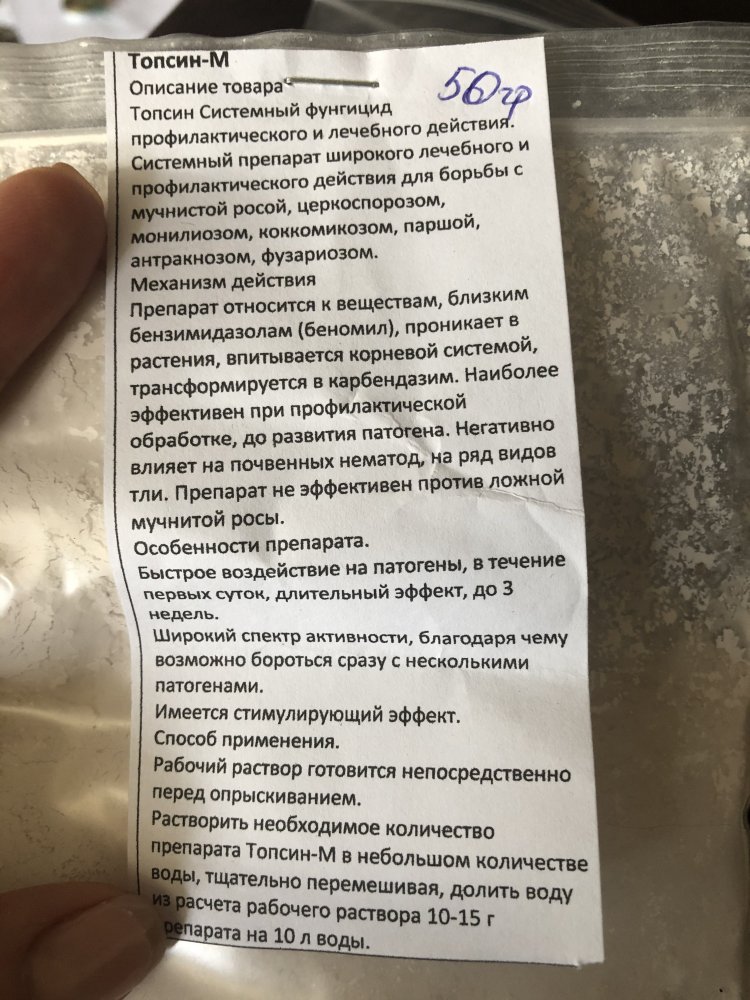 Топсин-М
Описание товара
50гр
Топсин Системный фунгицид
профилактического и лечебного действия.
Системный препарат широкого лечебного и
профилактического действия для борьбы с
мучнистой росой, церкоспорозом,
монилиозом, коккомикозом, паршой,
антракнозом, фузариозом.
Механизм действия
Препарат относится к веществам, близким
бензимидазолам (беномил), проникает в
растения, впитывается корневой системой,
трансформируется в карбендазим. Наиболее
эффективен при профилактической
обработке, до развития патогена. Негативно
влияет на почвенных нематод, на ряд видов
тли. Препарат не эффективен против ложной
мучнитой росы.
Особенности препарата.
Быстрое воздействие на патогены, в течение
первых суток, длительный эффект, до 3
недель.
Широкий спектр активности, благодаря чему
возможно бороться сразу с несколькими
патогенами.
Имеется стимулирующий эффект.
Способ применения.
Рабочий раствор готовится непосредственно
перед опрыскиванием.
Растворить необходимое количество
препарата Топсин-М в небольшом количестве
воды, тщательно перемешивая, долить воду
из расчета рабочего раствора 10-15 г
репарата на 10 л воды.